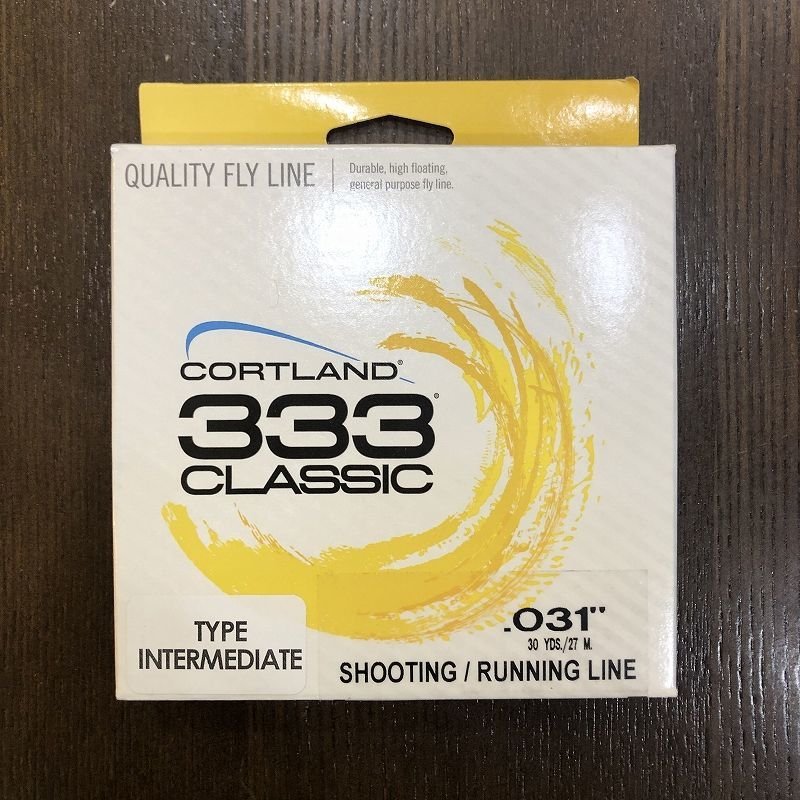 QUALITY FLY LINE
Durable, high floating,
general purpose fly line.
CORTLAND®
333®
CLASSIC
TYPE
INTERMEDIATE
.031"
30 YDS./27 M.
SHOOTING / RUNNING LINE